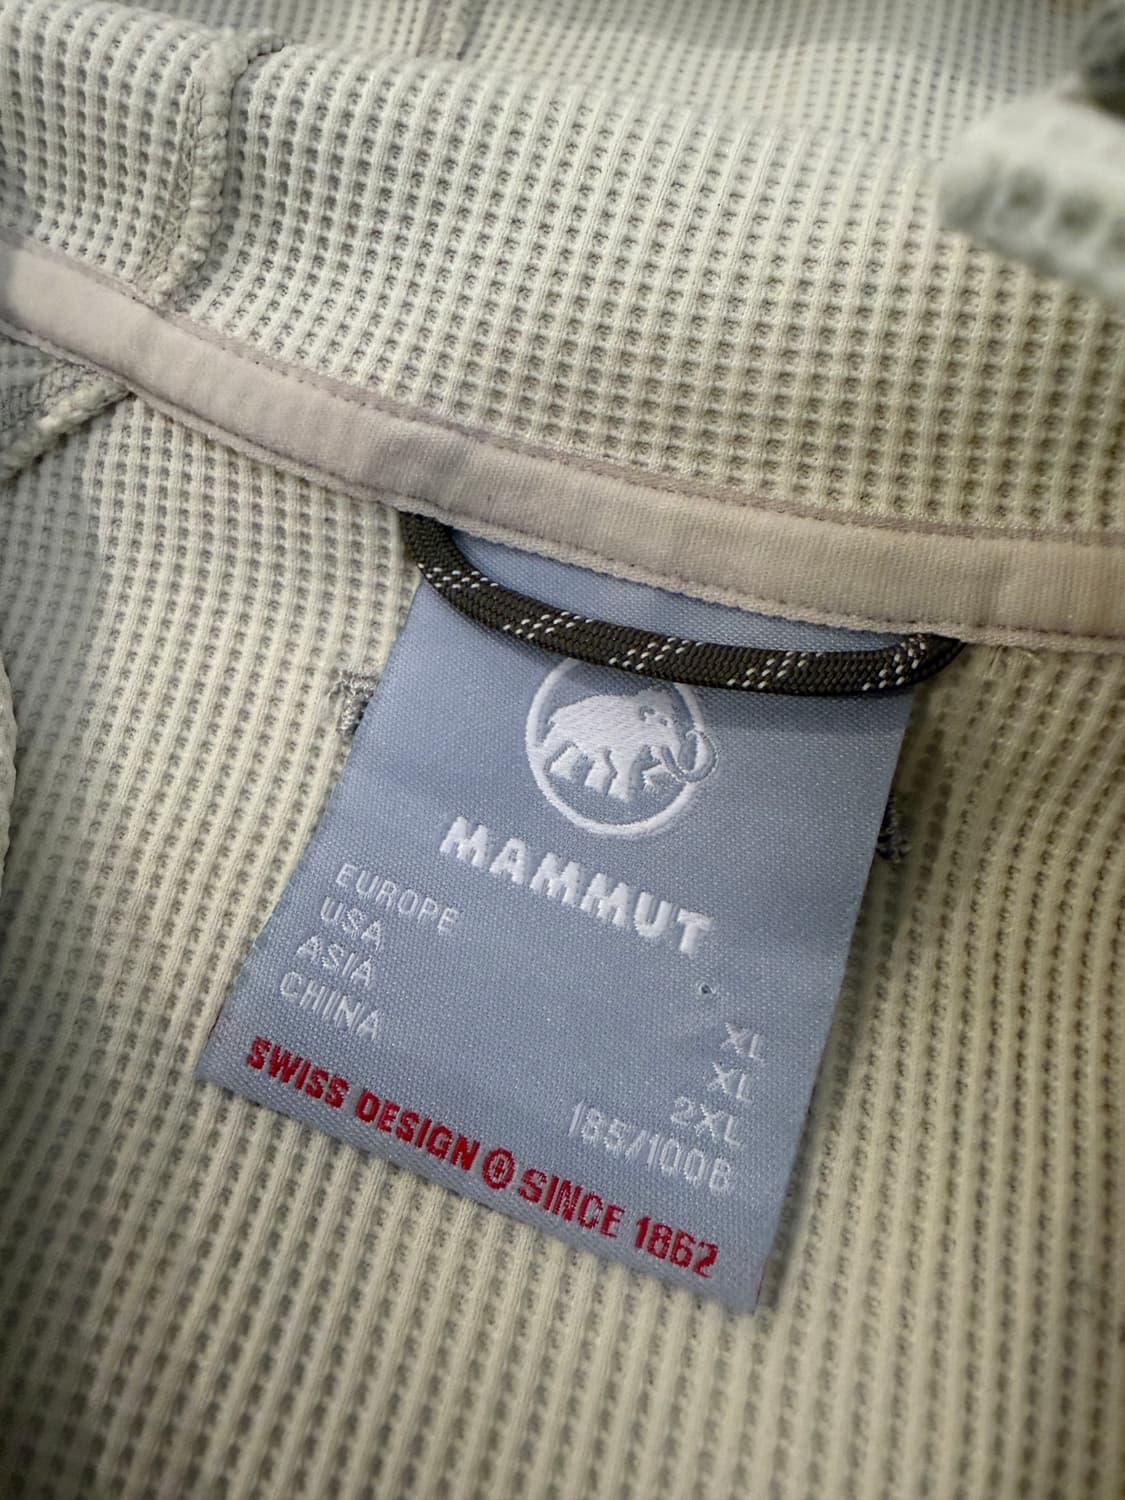 MAMMUT
EUROPE XL
USA XL
ASIA 2XL
CHINA 185/100B
SWISS DESIGN SINCE 1862